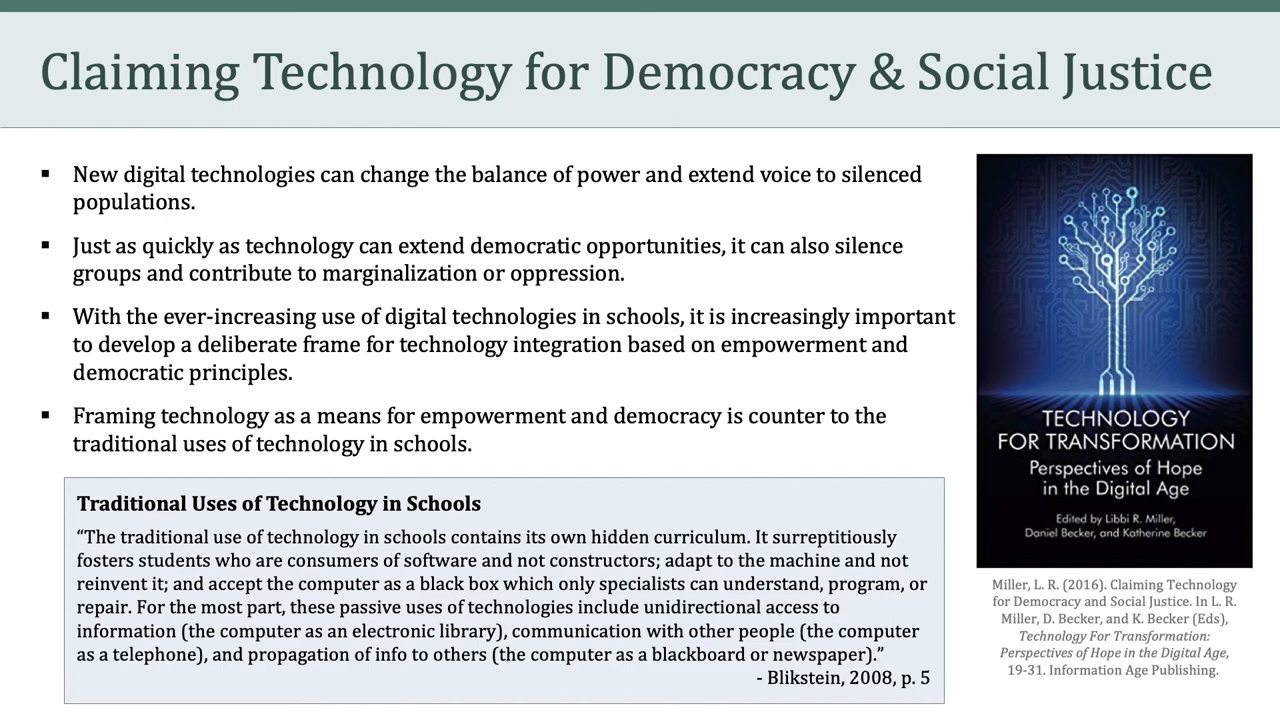 Claiming Technology for Democracy & Social Justice
▪ New digital technologies can change the balance of power and extend voice to silenced
populations.
▪ Just as quickly as technology can extend democratic opportunities, it can also silence
groups and contribute to marginalization or oppression.
▪ With the ever-increasing use of digital technologies in schools, it is increasingly important
to develop a deliberate frame for technology integration based on empowerment and
democratic principles.
▪ Framing technology as a means for empowerment and democracy is counter to the
traditional uses of technology in schools.
Traditional Uses of Technology in Schools
“The traditional use of technology in schools contains its own hidden curriculum. It surreptitiously
fosters students who are consumers of software and not constructors; adapt to the machine and not
reinvent it; and accept the computer as a black box which only specialists can understand, program, or
repair. For the most part, these passive uses of technologies include unidirectional access to
information (the computer as an electronic library), communication with other people (the computer
as a telephone), and propagation of info to others (the computer as a blackboard or newspaper).”
- Blikstein, 2008, p. 5
TECHNOLOGY
FOR TRANSFORMATION
Perspectives of Hope
in the Digital Age
Edited by Libbi R. Miller,
Daniel Becker, and Katherine Becker
Miller, L. R. (2016). Claiming Technology
for Democracy and Social Justice. In L. R.
Miller, D. Becker, and K. Becker (Eds),
Technology For Transformation:
Perspectives of Hope in the Digital Age,
19-31. Information Age Publishing.